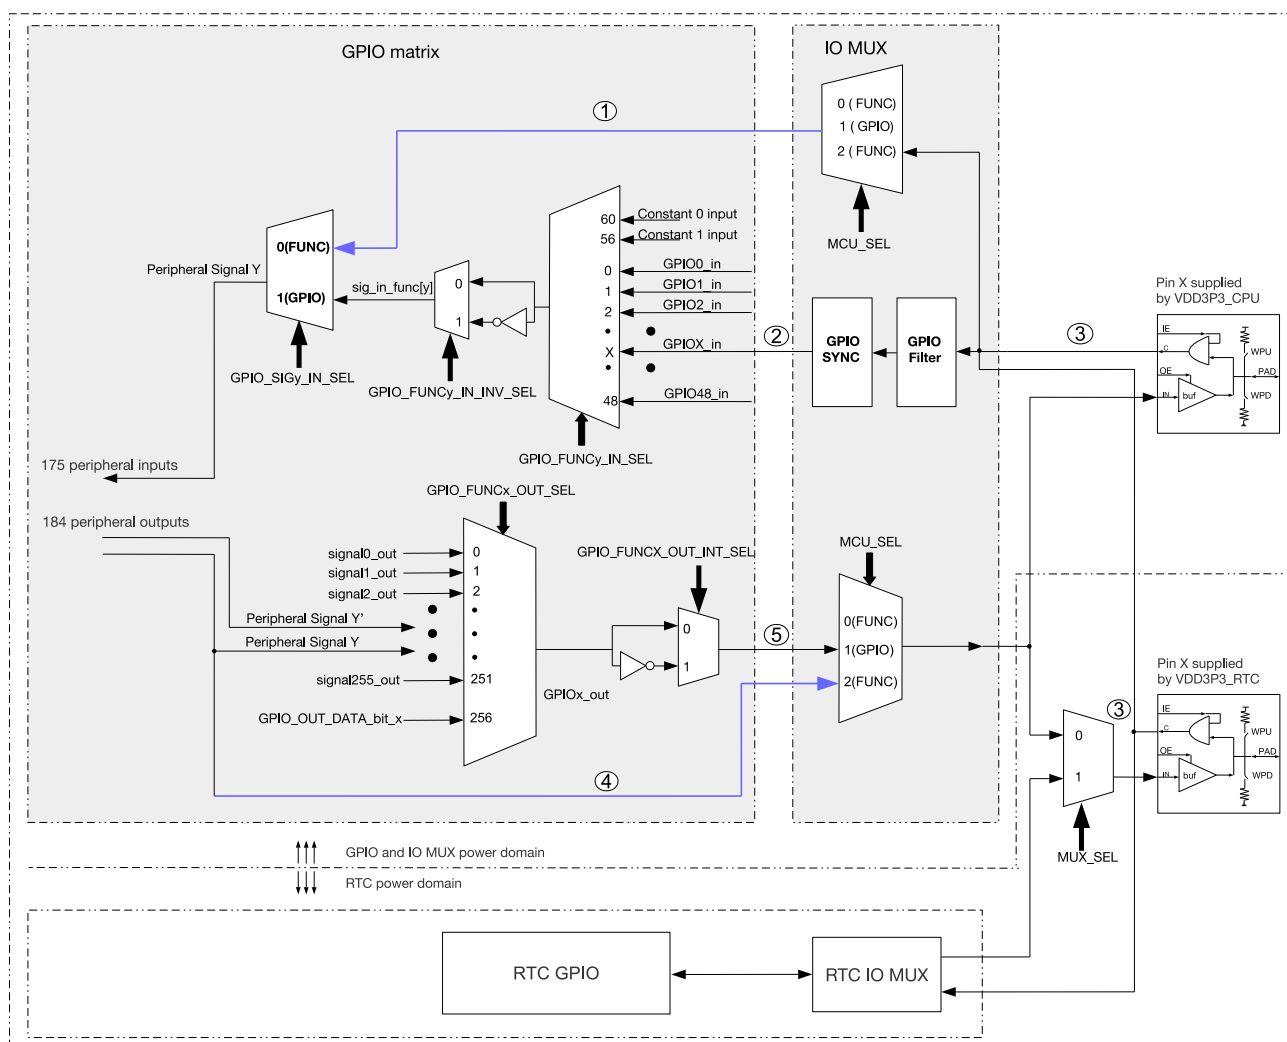 GPIO matrix
IO MUX
①
0 ( FUNC)
1 ( GPIO)
2 ( FUNC)
MCU_SEL
60
Constant 0 input
56
Constant 1 input
0
GPIO0_in
1
GPIO1_in
2
GPIO2_in
X
GPIOX_in
48
GPIO48_in
GPIO_FUNCy_IN_SEL
0(FUNC)
1(GPIO)
Peripheral Signal Y
GPIO_SIGy_IN_SEL
sig_in_func[y]
0
1
GPIO_FUNCy_IN_INV_SEL
②
GPIO
SYNC
GPIO
Filter
③
Pin X supplied
by VDD3P3_CPU
IE
C
OE
IN
buf
WPU
PAD
WPD
175 peripheral inputs
184 peripheral outputs
GPIO_FUNCx_OUT_SEL
signal0_out
0
signal1_out
1
signal2_out
2
Peripheral Signal Y'
Peripheral Signal Y
signal255_out
251
GPIO_OUT_DATA_bit_x
256
GPIOx_out
GPIO_FUNCX_OUT_INT_SEL
0
1
⑤
MCU_SEL
0(FUNC)
1(GPIO)
2(FUNC)
④
Pin X supplied
by VDD3P3_RTC
③
IE
C
OE
IN
buf
WPU
PAD
WPD
0
1
MUX_SEL
GPIO and IO MUX power domain
RTC power domain
RTC GPIO
RTC IO MUX